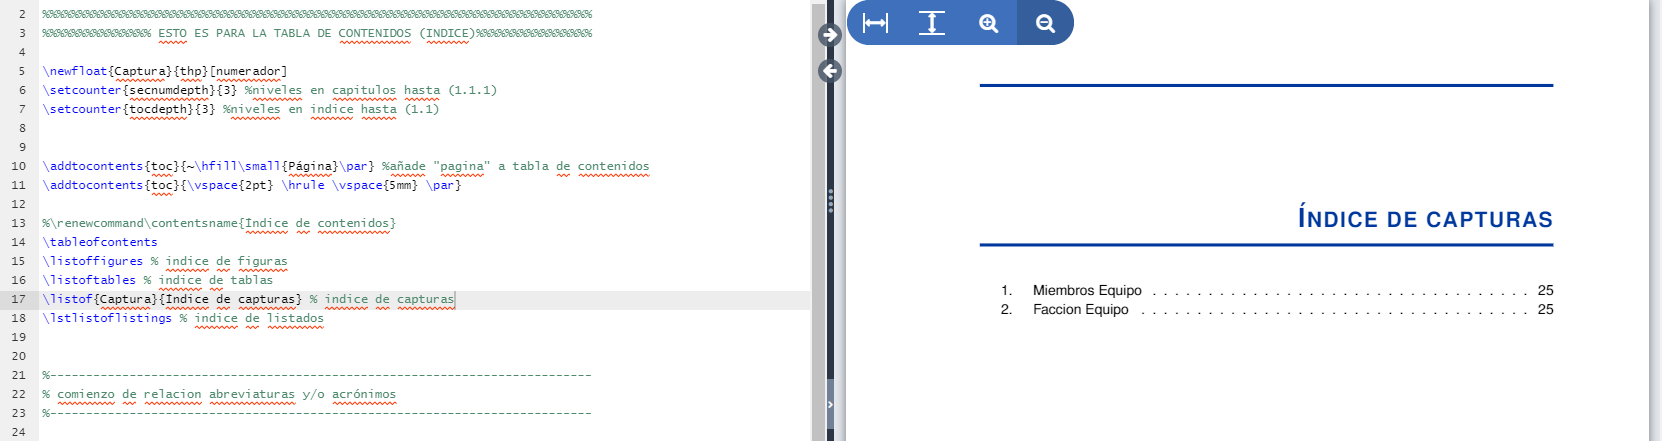 2 %%%%%%%%%%%%%%%%%%%%%%%%%%%%%%%%%%%%%%%%%%%%%%%%%%%%%%%%%%%%%%%%%%%%%%%%%%%%%%
3 %%%%%%%%%%%%%%% ESTO ES PARA LA TABLA DE CONTENIDOS (INDICE)%%%%%%%%%%%%%%%%
4
5 \newfloat{Captura}{thp}[numerador]
6 \setcounter{secnumdepth}{3} %niveles en capitulos hasta (1.1.1)
7 \setcounter{tocdepth}{3} %niveles en indice hasta (1.1)
8
9
10 \addtocontents{toc}{~\hfill\small{Página}\par} %añade "pagina" a tabla de contenidos
11 \addtocontents{toc}{\vspace{2pt} \hrule \vspace{5mm} \par}
12
13 %\renewcommand\contentsname{Índice de contenidos}
14 \tableofcontents
15 \listoffigures % indice de figuras
16 \listoftables % indice de tablas
17 \listof{Captura}{Índice de capturas} % indice de capturas
18 \lstlistoflistings % indice de listados
19
20
21 %---------------------------------------------------------------------------
22 % comienzo de relacion abreviaturas y/o acrónimos
23 %---------------------------------------------------------------------------
24
ÍNDICE DE CAPTURAS
1. Miembros Equipo . . . . . . . . . . . . . . . . . . . . . . . . . . . . . . . . . . 25
2. Faccion Equipo . . . . . . . . . . . . . . . . . . . . . . . . . . . . . . . . . . . 25